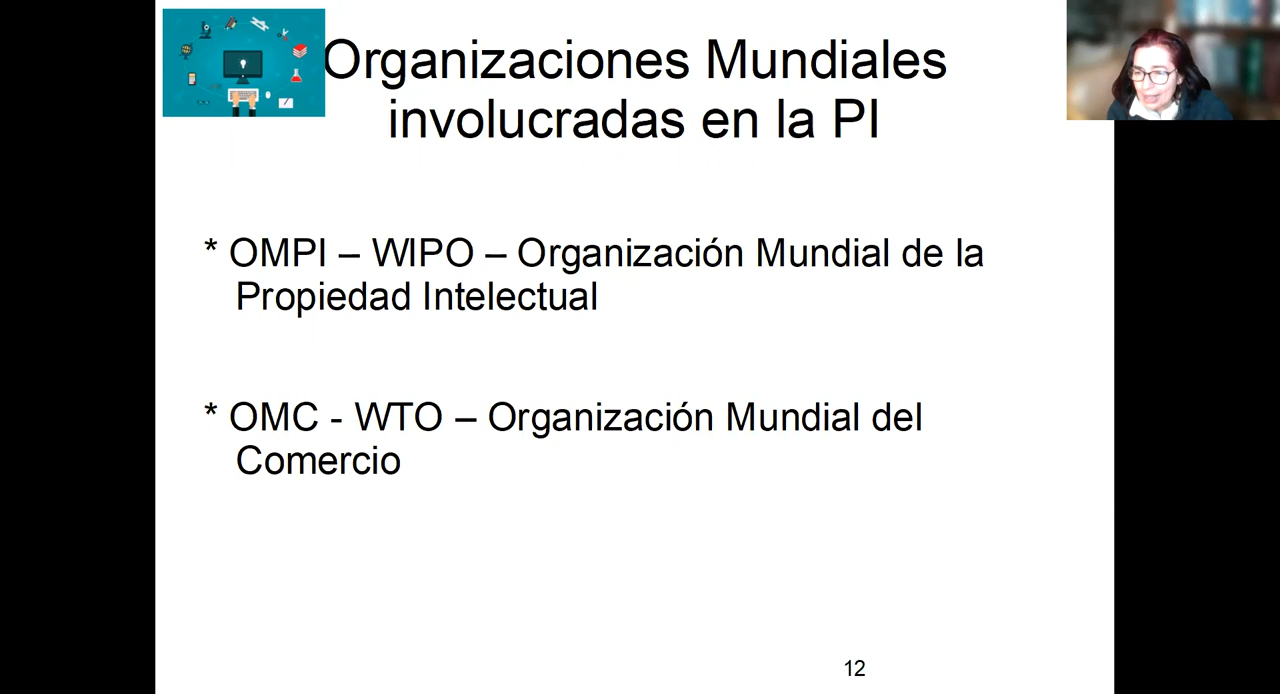 Organizaciones Mundiales
involucradas en la PI
* OMPI – WIPO – Organización Mundial de la
Propiedad Intelectual
* OMC - WTO – Organización Mundial del
Comercio
12